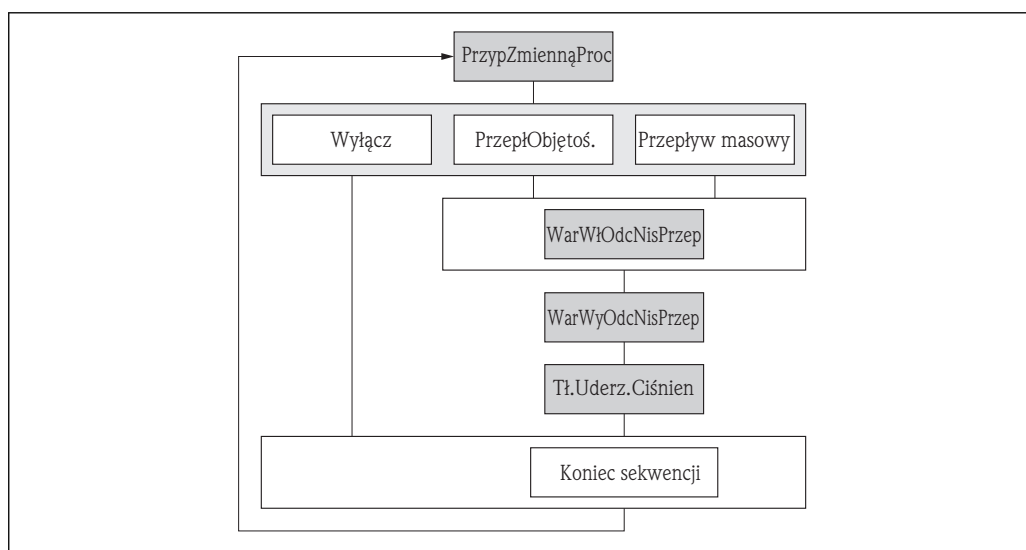 PrzypZmiennąProc
Wyłącz
PrzepłObjętoś.
Przepływ masowy
WarWłOdcNisPrzep
WarWyOdcNisPrzep
Tł.Uderz.Ciśnien
Koniec sekwencji